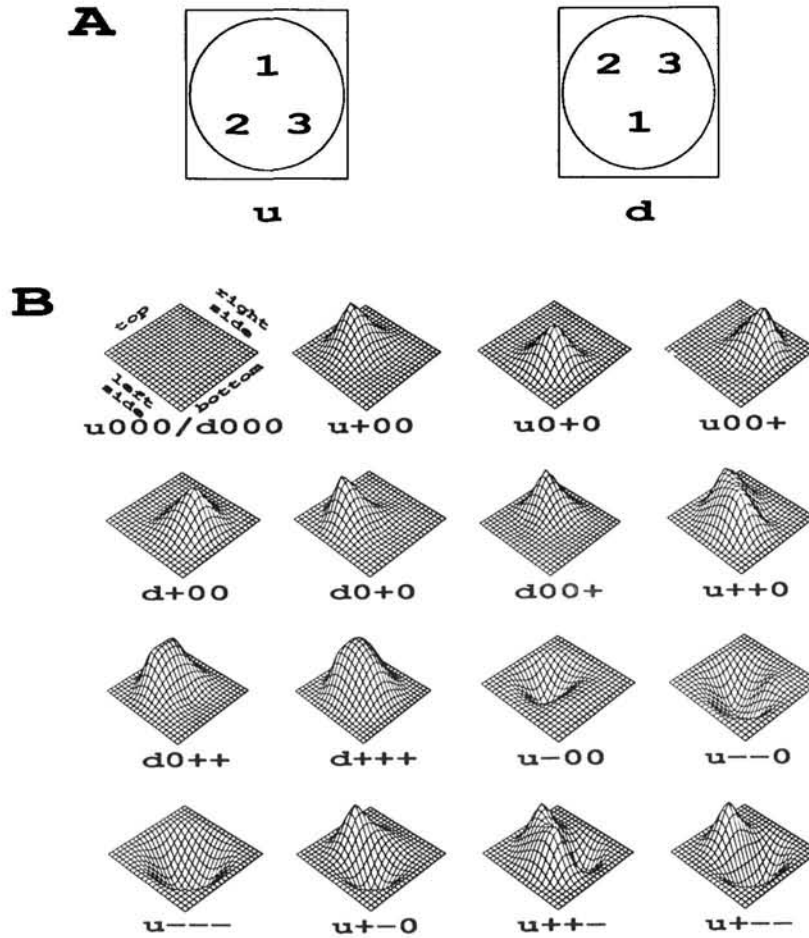 A
1
2 3
u
2 3
1
d
B
top
right
side
left
side
bottom
u000/d000
u+00
u0+0
u00+
d+00
d0+0
d00+
u++0
d0++
d+++
u-00
u--0
u---
u+-0
u++-
u+--